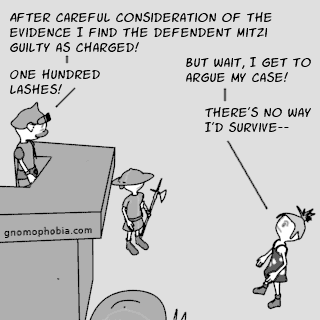 AFTER CAREFUL CONSIDERATION OF THE
EVIDENCE I FIND THE DEFENDENT MITZI
GUILTY AS CHARGED!
ONE HUNDRED
LASHES!
BUT WAIT, I GET TO
ARGUE MY CASE!
THERE'S NO WAY
I'D SURVIVE--
gnomophobia.com